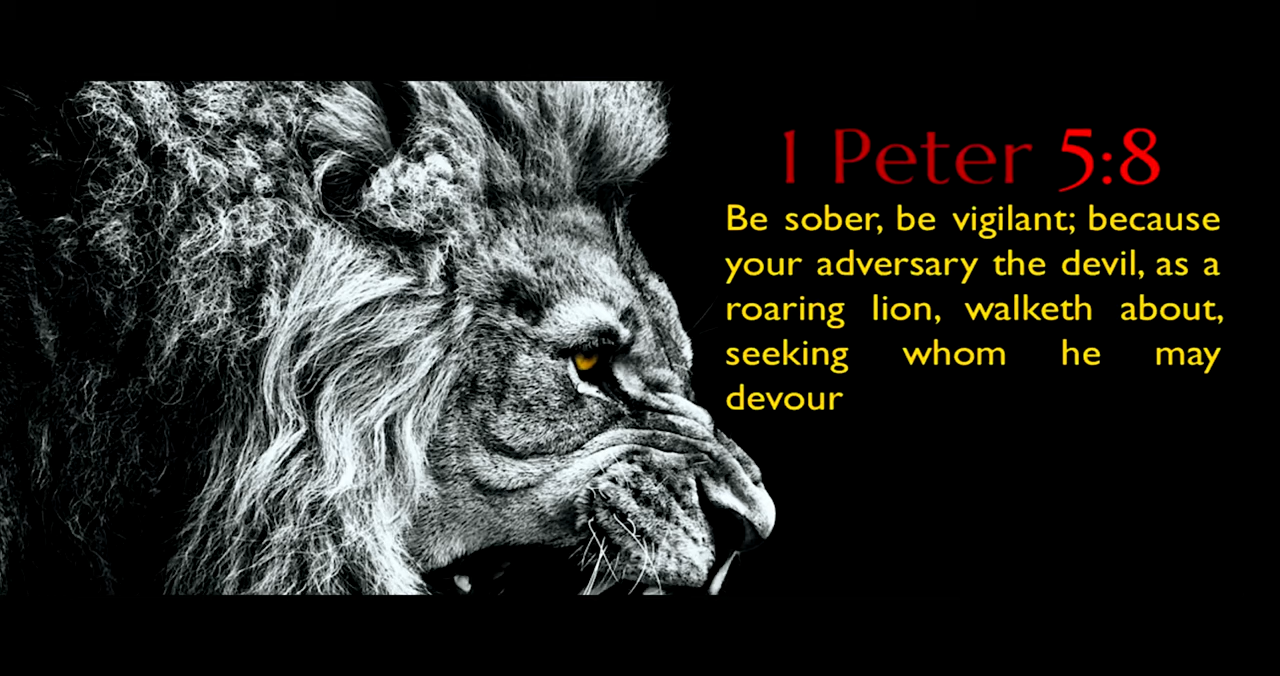 1 Peter 5:8
Be sober, be vigilant; because
your adversary the devil, as a
roaring lion, walketh about,
seeking whom he may
devour